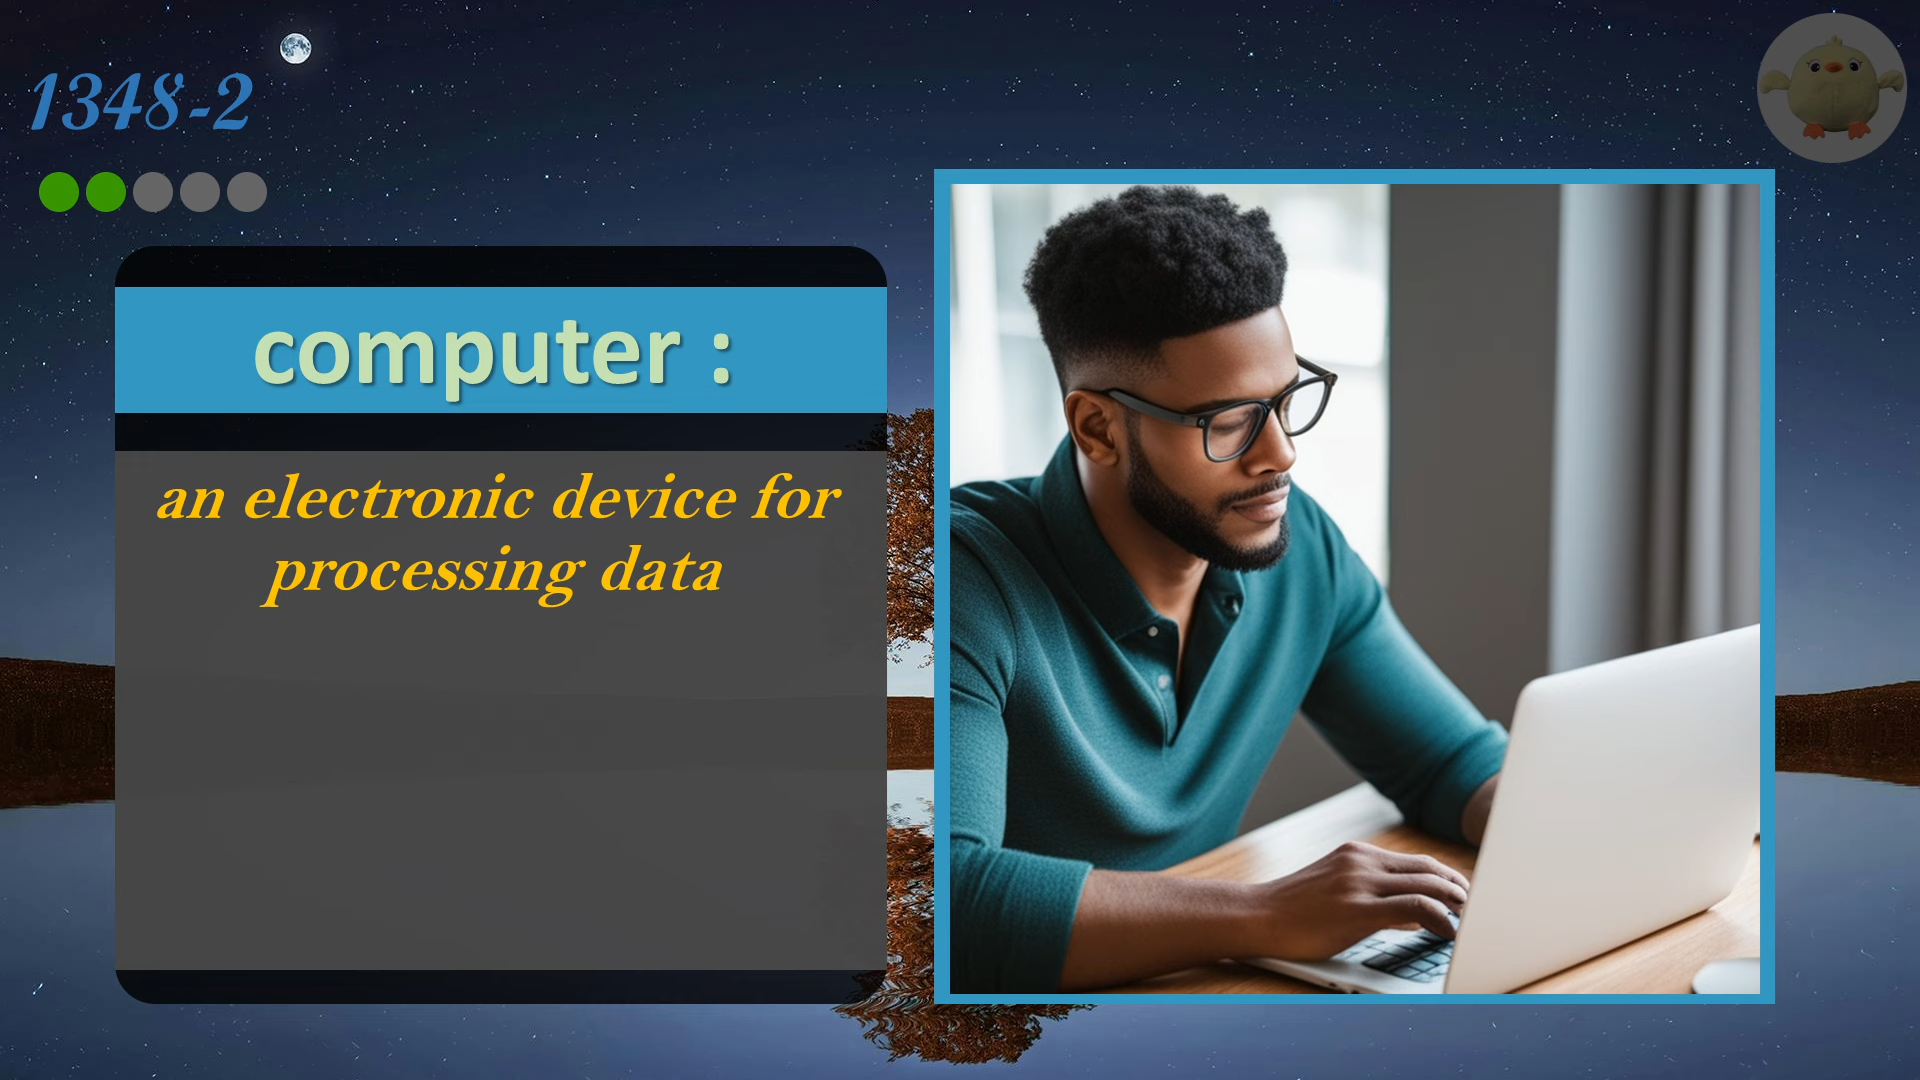 1348-2
computer :
an electronic device for
processing data